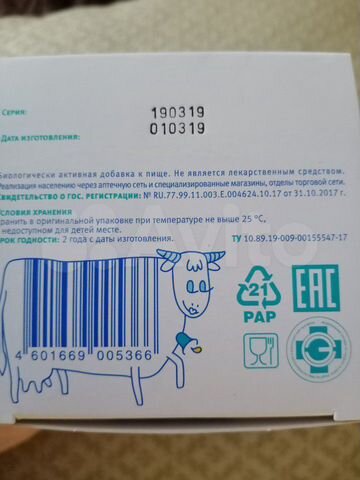 СЕРИЯ: 190319
ДАТА ИЗГОТОВЛЕНИЯ: 010319
Биологически активная добавка к пище. Не является лекарственным средством.
Реализация населению через аптечную сеть и специализированные магазины, отделы торговой сети.
СВИДЕТЕЛЬСТВО О ГОС. РЕГИСТРАЦИИ: № RU.77.99.11.003.Е.004624.10.17 от 31.10.2017 г.
УСЛОВИЯ ХРАНЕНИЯ
хранить в оригинальной упаковке при температуре не выше 25 °С,
в недоступном для детей месте.
СРОК ГОДНОСТИ: 2 года с даты изготовления. ТУ 10.89.19-009-00155547-17
Avito
21
PAP
EAC
4 601669 005366